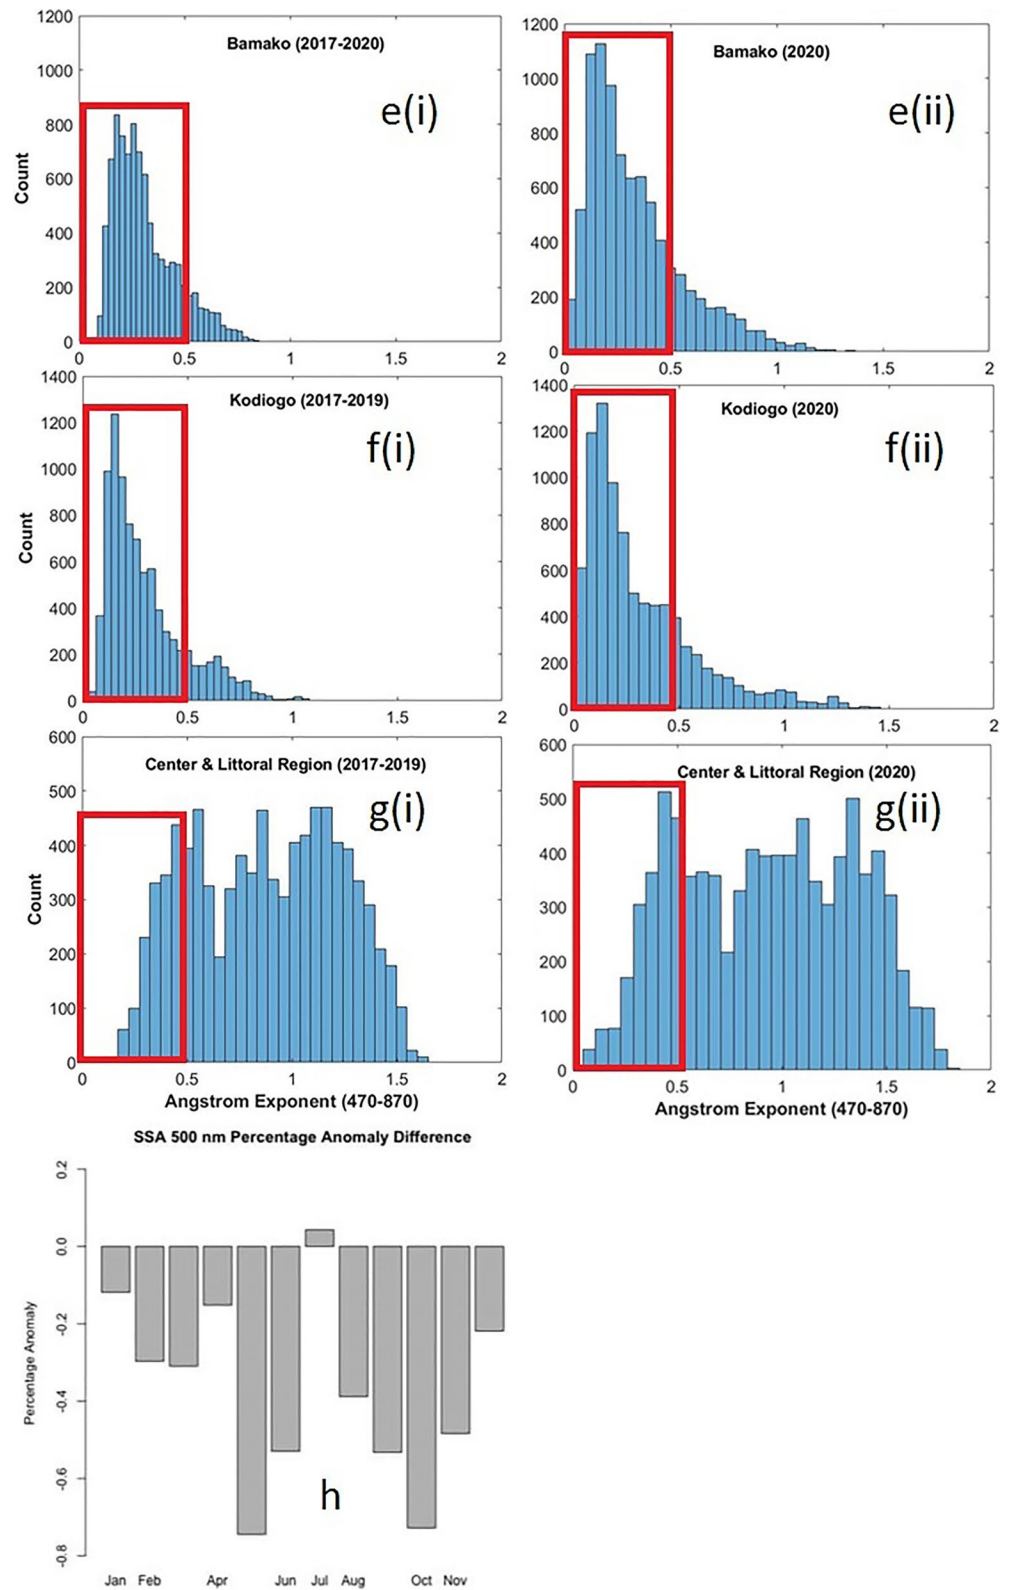 Bamako (2017-2020)
e(i)
Count
1200
1000
800
600
400
200
0
0 0.5 1 1.5 2
Bamako (2020)
e(ii)
1200
1000
800
600
400
200
0
0 0.5 1 1.5 2
Kodiogo (2017-2019)
f(i)
Count
1400
1200
1000
800
600
400
200
0
0 0.5 1 1.5 2
Kodiogo (2020)
f(ii)
1400
1200
1000
800
600
400
200
0
0 0.5 1 1.5 2
Center & Littoral Region (2017-2019)
g(i)
Count
600
500
400
300
200
100
0
0 0.5 1 1.5 2
Angstrom Exponent (470-870)
Center & Littoral Region (2020)
g(ii)
600
500
400
300
200
100
0
0 0.5 1 1.5 2
Angstrom Exponent (470-870)
SSA 500 nm Percentage Anomaly Difference
Percentage Anomaly
0.2
0.0
-0.2
-0.4
-0.6
-0.8
h
Jan Feb Apr Jun Jul Aug Oct Nov